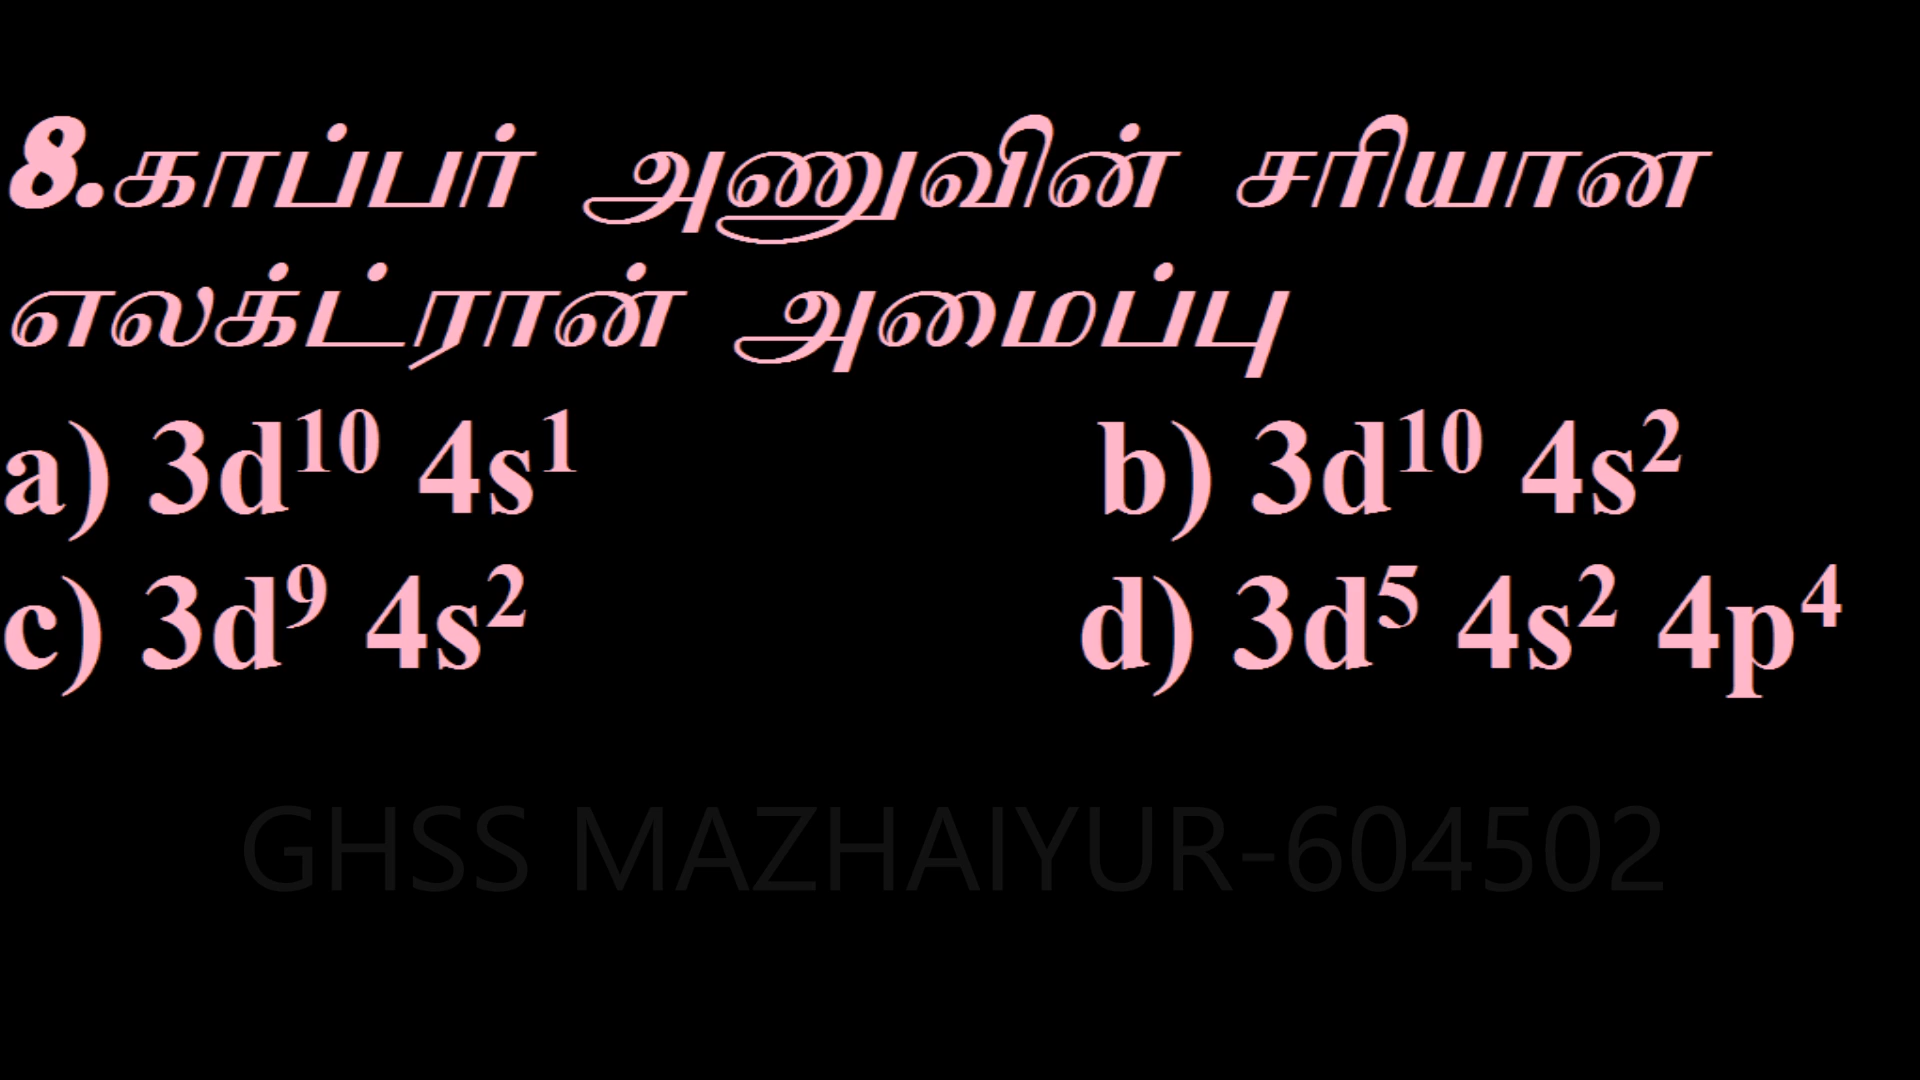 8.காப்பர் அணுவின் சரியான
எலக்ட்ரான் அமைப்பு
a) 3d¹⁰ 4s¹ b) 3d¹⁰ 4s²
c) 3d⁹ 4s² d) 3d⁵ 4s² 4p⁴
GHSS MAZHAIYUR-604502